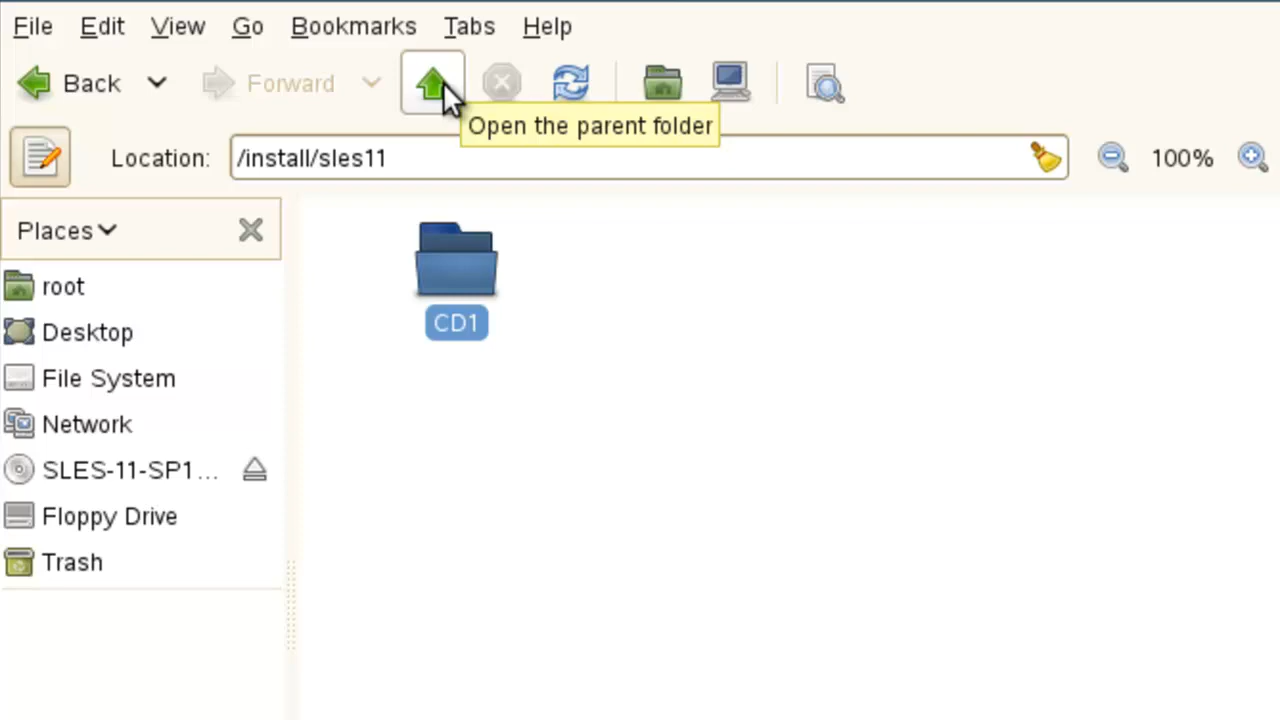 File Edit View Go Bookmarks Tabs Help
Back Forward
Open the parent folder
Location: /install/sles11 100%
Places
root
Desktop
File System
Network
SLES-11-SP1...
Floppy Drive
Trash
CD1